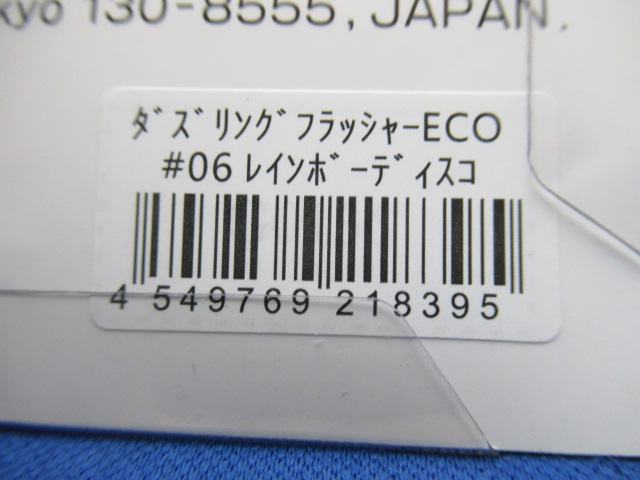 kyo 130-8555, JAPAN.
ﾀﾞｽﾞﾘﾝｸﾞﾌﾗｯｼｬｰECO
#06 ﾚｲﾝﾎﾞｰﾃﾞｨｽｺ
4 549769 218395